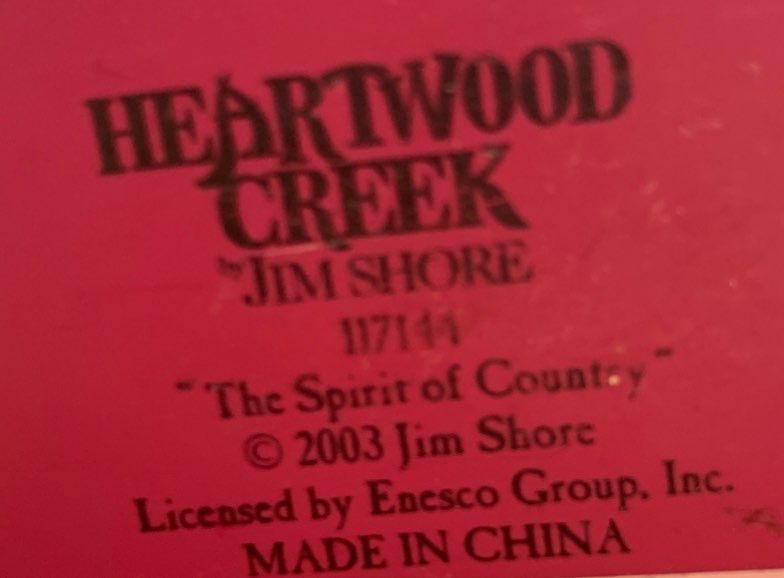 HEARTWOOD
CREEK
by JIM SHORE
117144
"The Spirit of Country"
© 2003 Jim Shore
Licensed by Enesco Group, Inc.
MADE IN CHINA